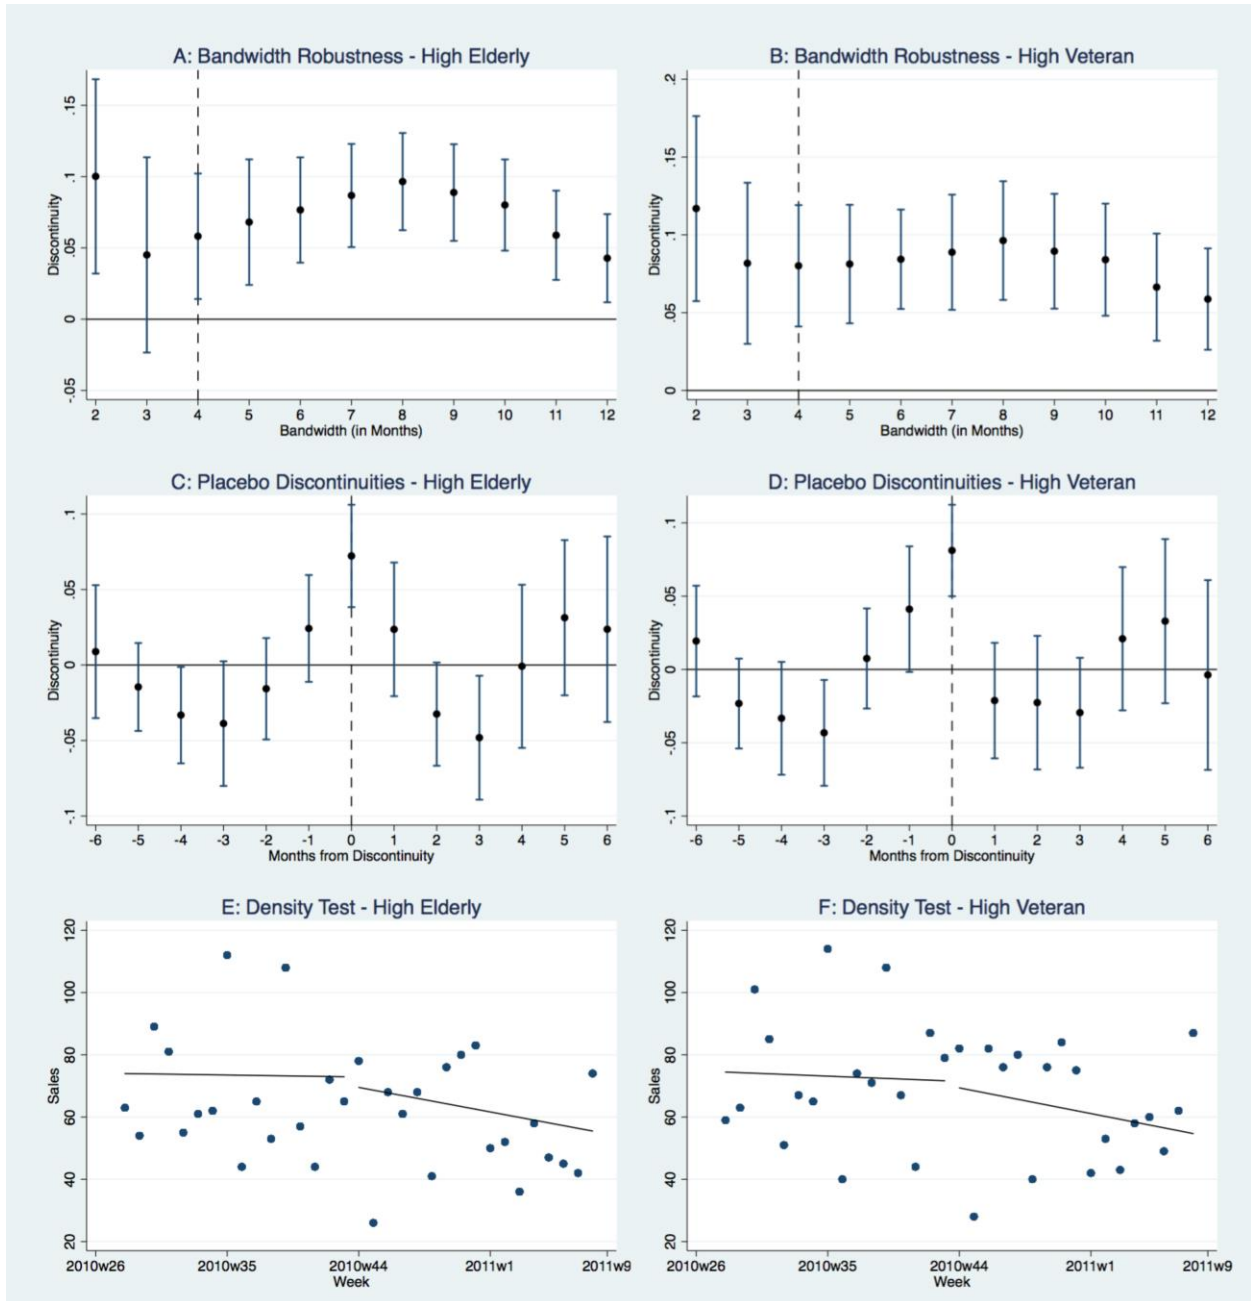 A: Bandwidth Robustness - High Elderly
Discontinuity
.15
.1
.05
0
-.05
2 3 4 5 6 7 8 9 10 11 12
Bandwidth (in Months)
B: Bandwidth Robustness - High Veteran
Discontinuity
.2
.15
.1
.05
0
2 3 4 5 6 7 8 9 10 11 12
Bandwidth (in Months)
C: Placebo Discontinuities - High Elderly
Discontinuity
.1
.05
0
-.05
-.1
-6 -5 -4 -3 -2 -1 0 1 2 3 4 5 6
Months from Discontinuity
D: Placebo Discontinuities - High Veteran
Discontinuity
.1
.05
0
-.05
-.1
-6 -5 -4 -3 -2 -1 0 1 2 3 4 5 6
Months from Discontinuity
E: Density Test - High Elderly
Sales
120
100
80
60
40
20
2010w26 2010w35 2010w44 2011w1 2011w9
Week
F: Density Test - High Veteran
Sales
120
100
80
60
40
20
2010w26 2010w35 2010w44 2011w1 2011w9
Week